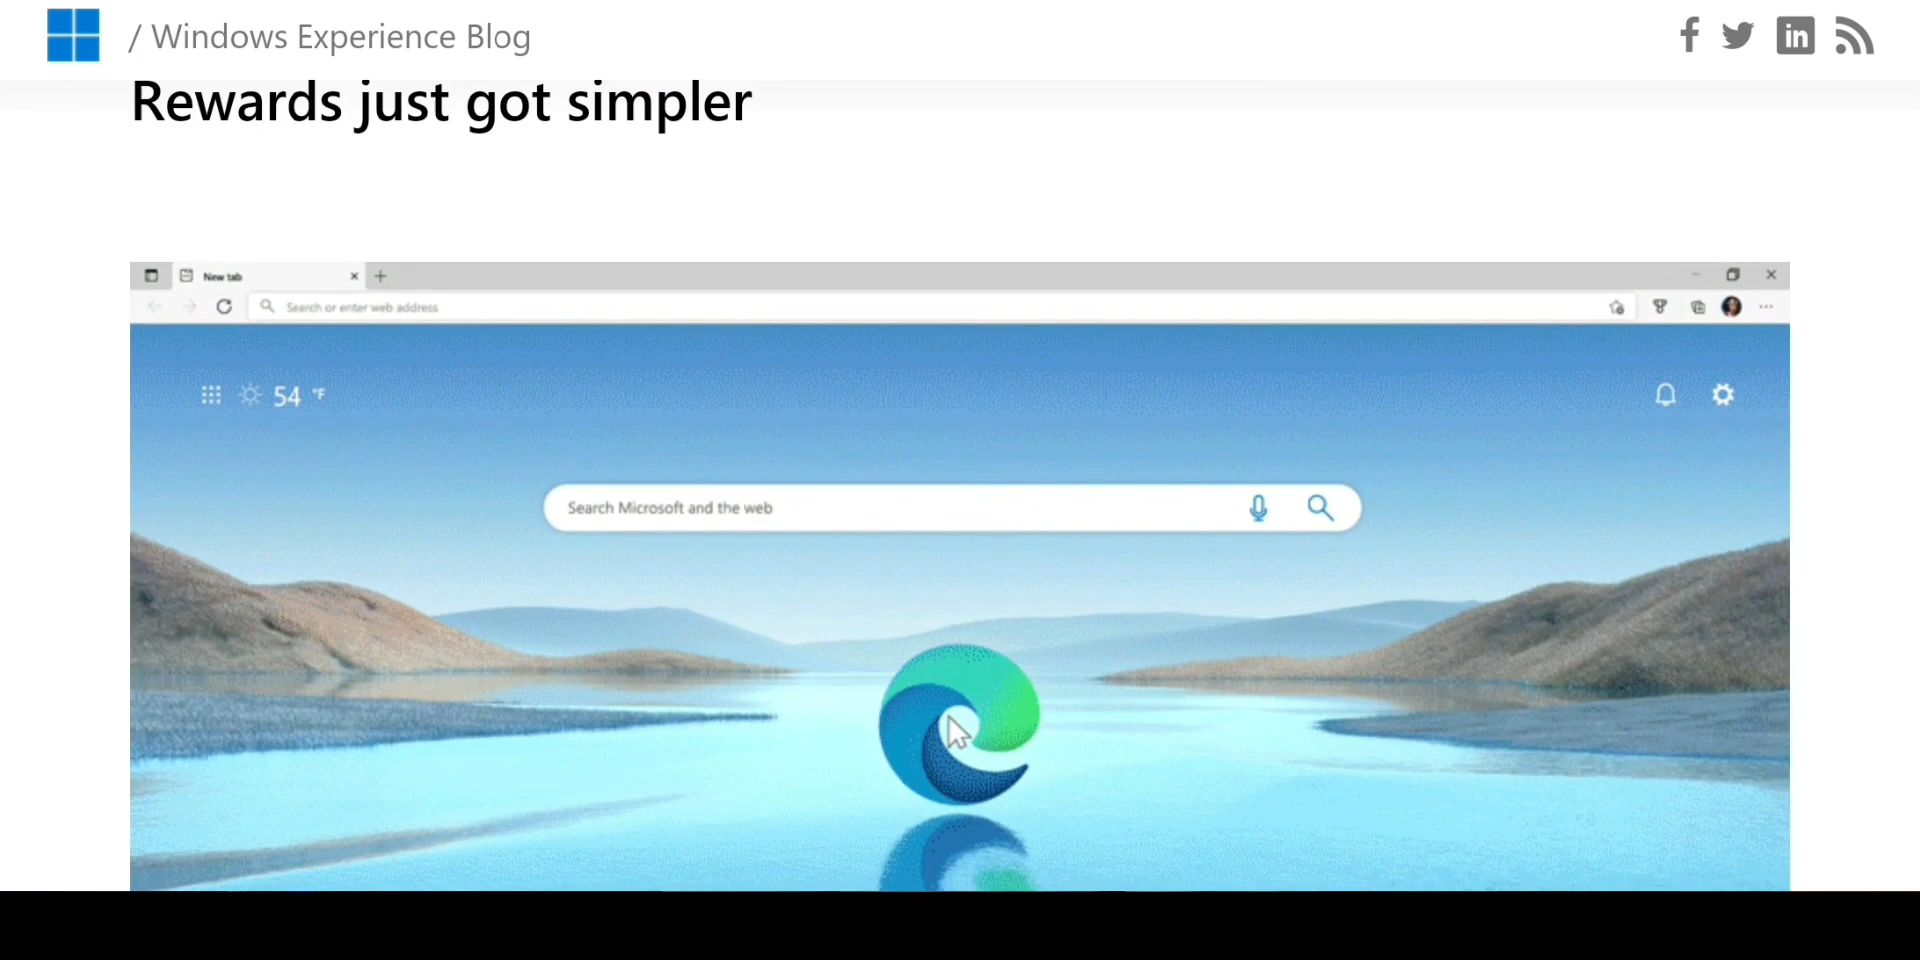 / Windows Experience Blog
Rewards just got simpler
New tab
Search or enter web address
54 °F
Search Microsoft and the web